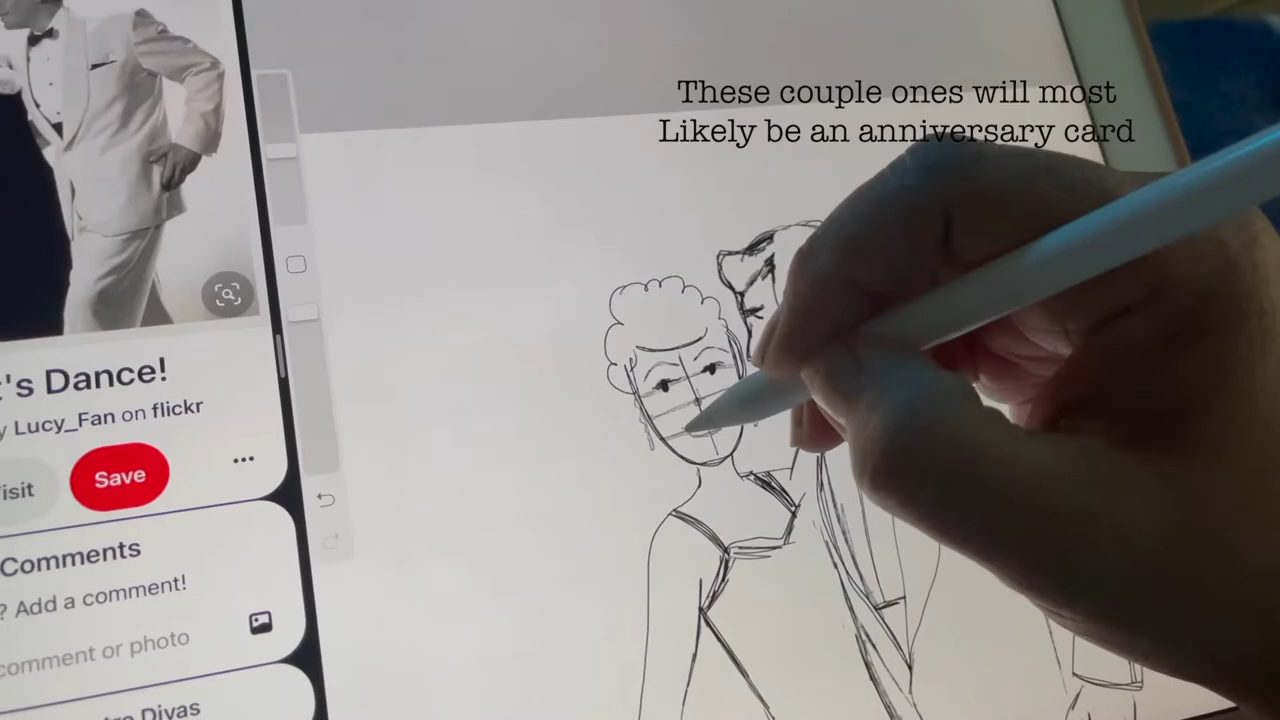 These couple ones will most
Likely be an anniversary card
's Dance!
Lucy_Fan on flickr
Save
Comments
? Add a comment!
comment or photo
Divas